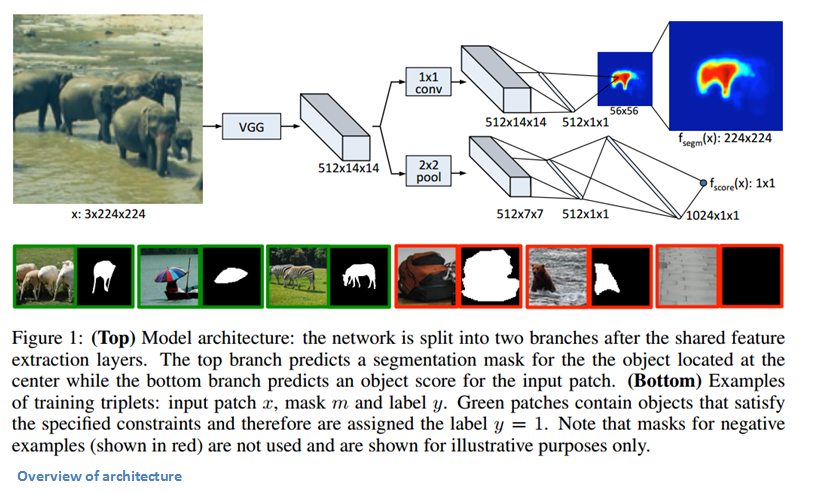 1x1
conv
VGG
512x14x14
512x14x14
512x1x1
56x56
f_segm(x): 224x224
2x2
pool
512x7x7
512x1x1
f_score(x): 1x1
1024x1x1
x: 3x224x224
Figure 1: (Top) Model architecture: the network is split into two branches after the shared feature
extraction layers. The top branch predicts a segmentation mask for the the object located at the
center while the bottom branch predicts an object score for the input patch. (Bottom) Examples
of training triplets: input patch x, mask m and label y. Green patches contain objects that satisfy
the specified constraints and therefore are assigned the label y = 1. Note that masks for negative
examples (shown in red) are not used and are shown for illustrative purposes only.
Overview of architecture